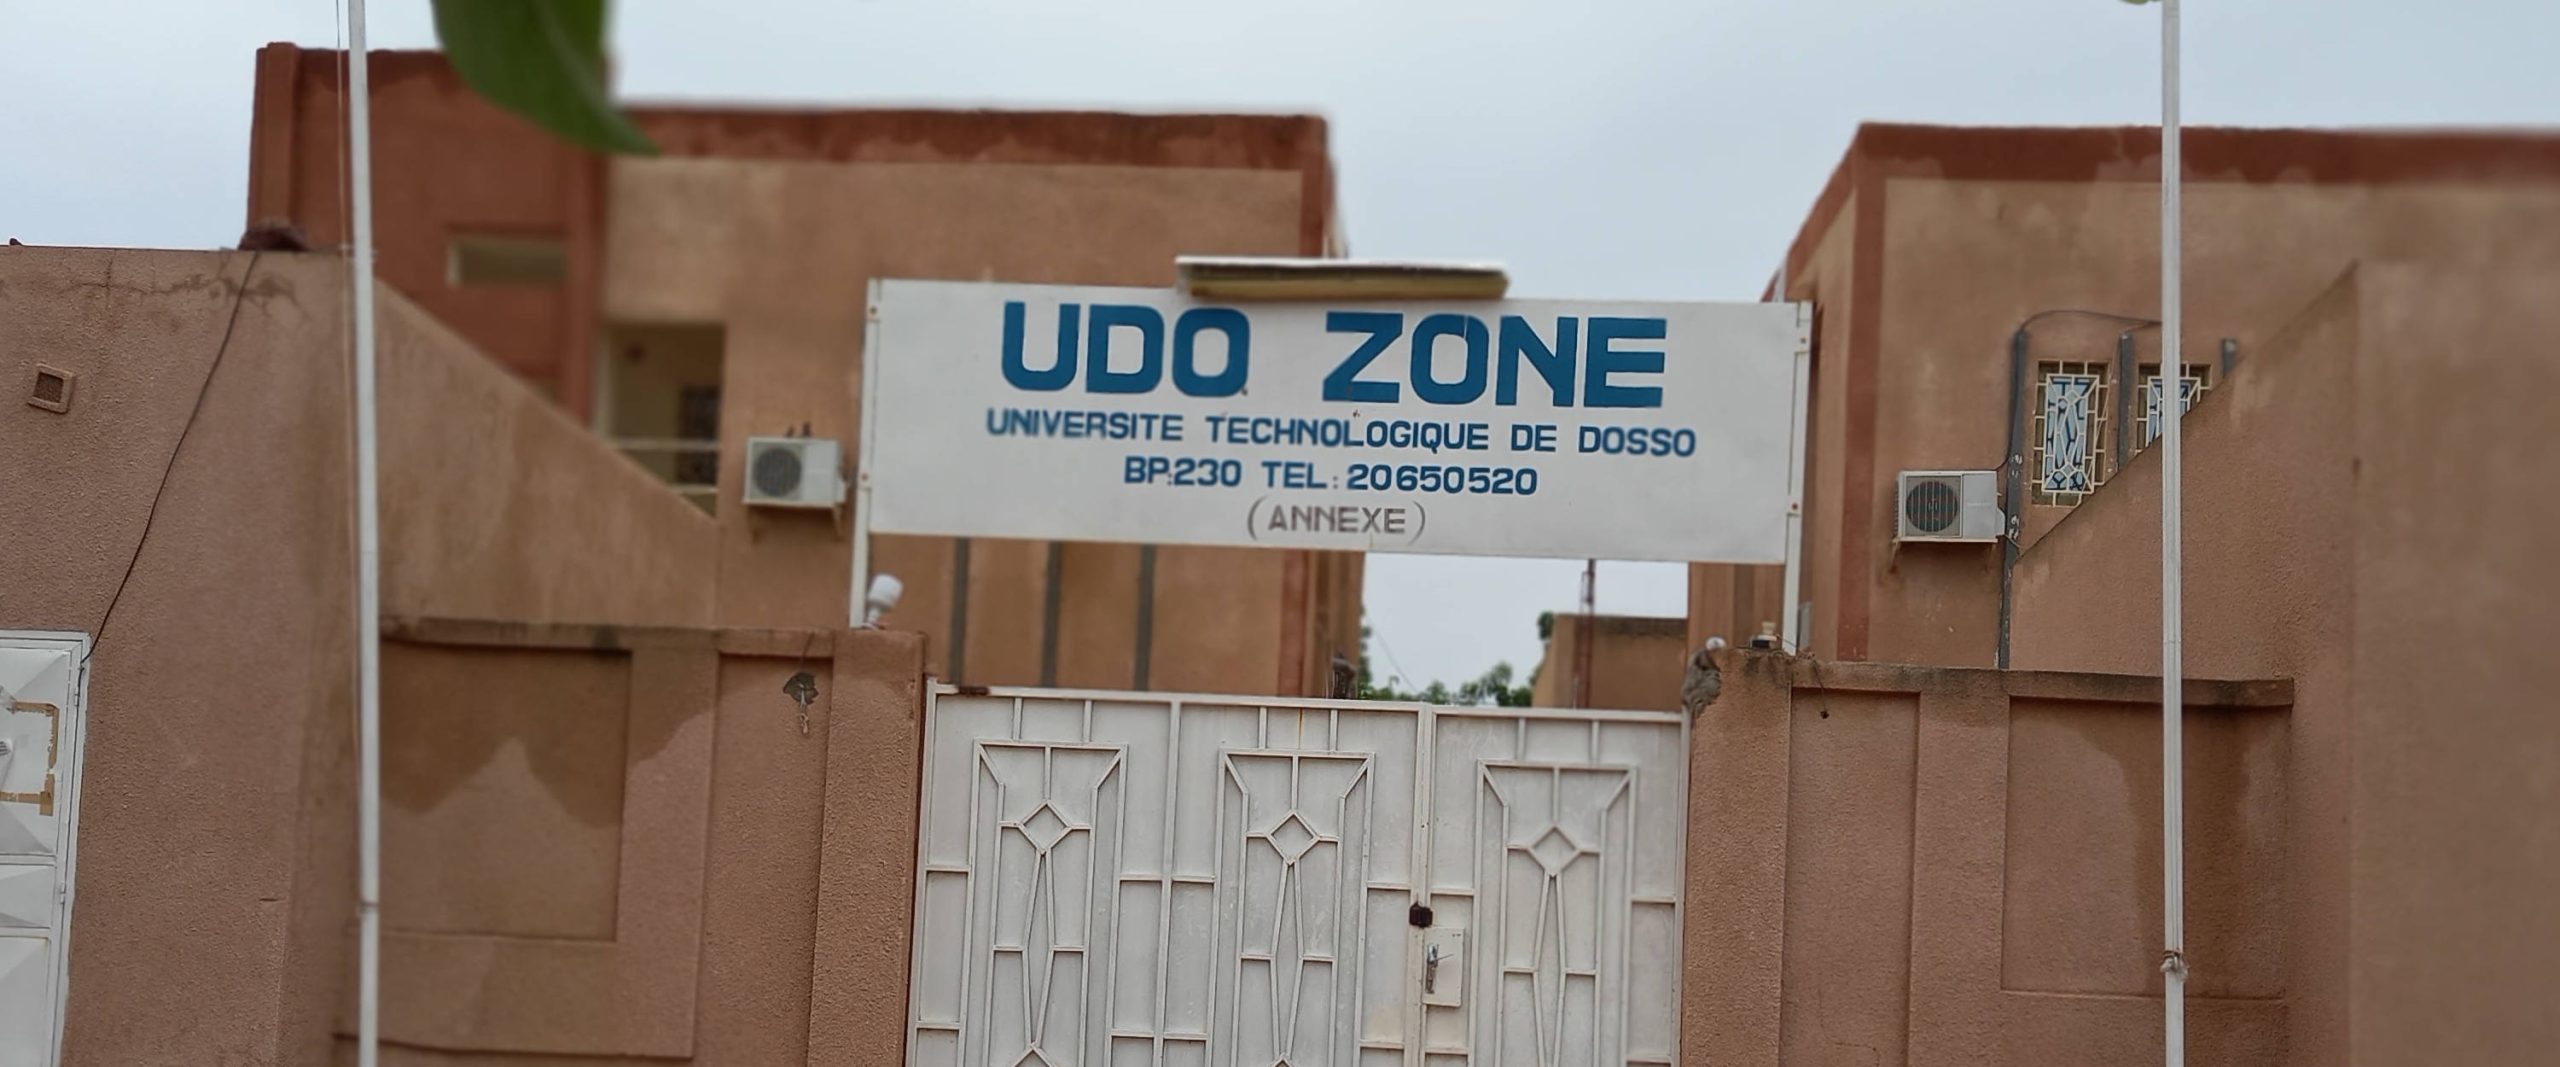 UDO ZONE
UNIVERSITE TECHNOLOGIQUE DE DOSSO
BP:230 TEL: 20650520
(ANNEXE)